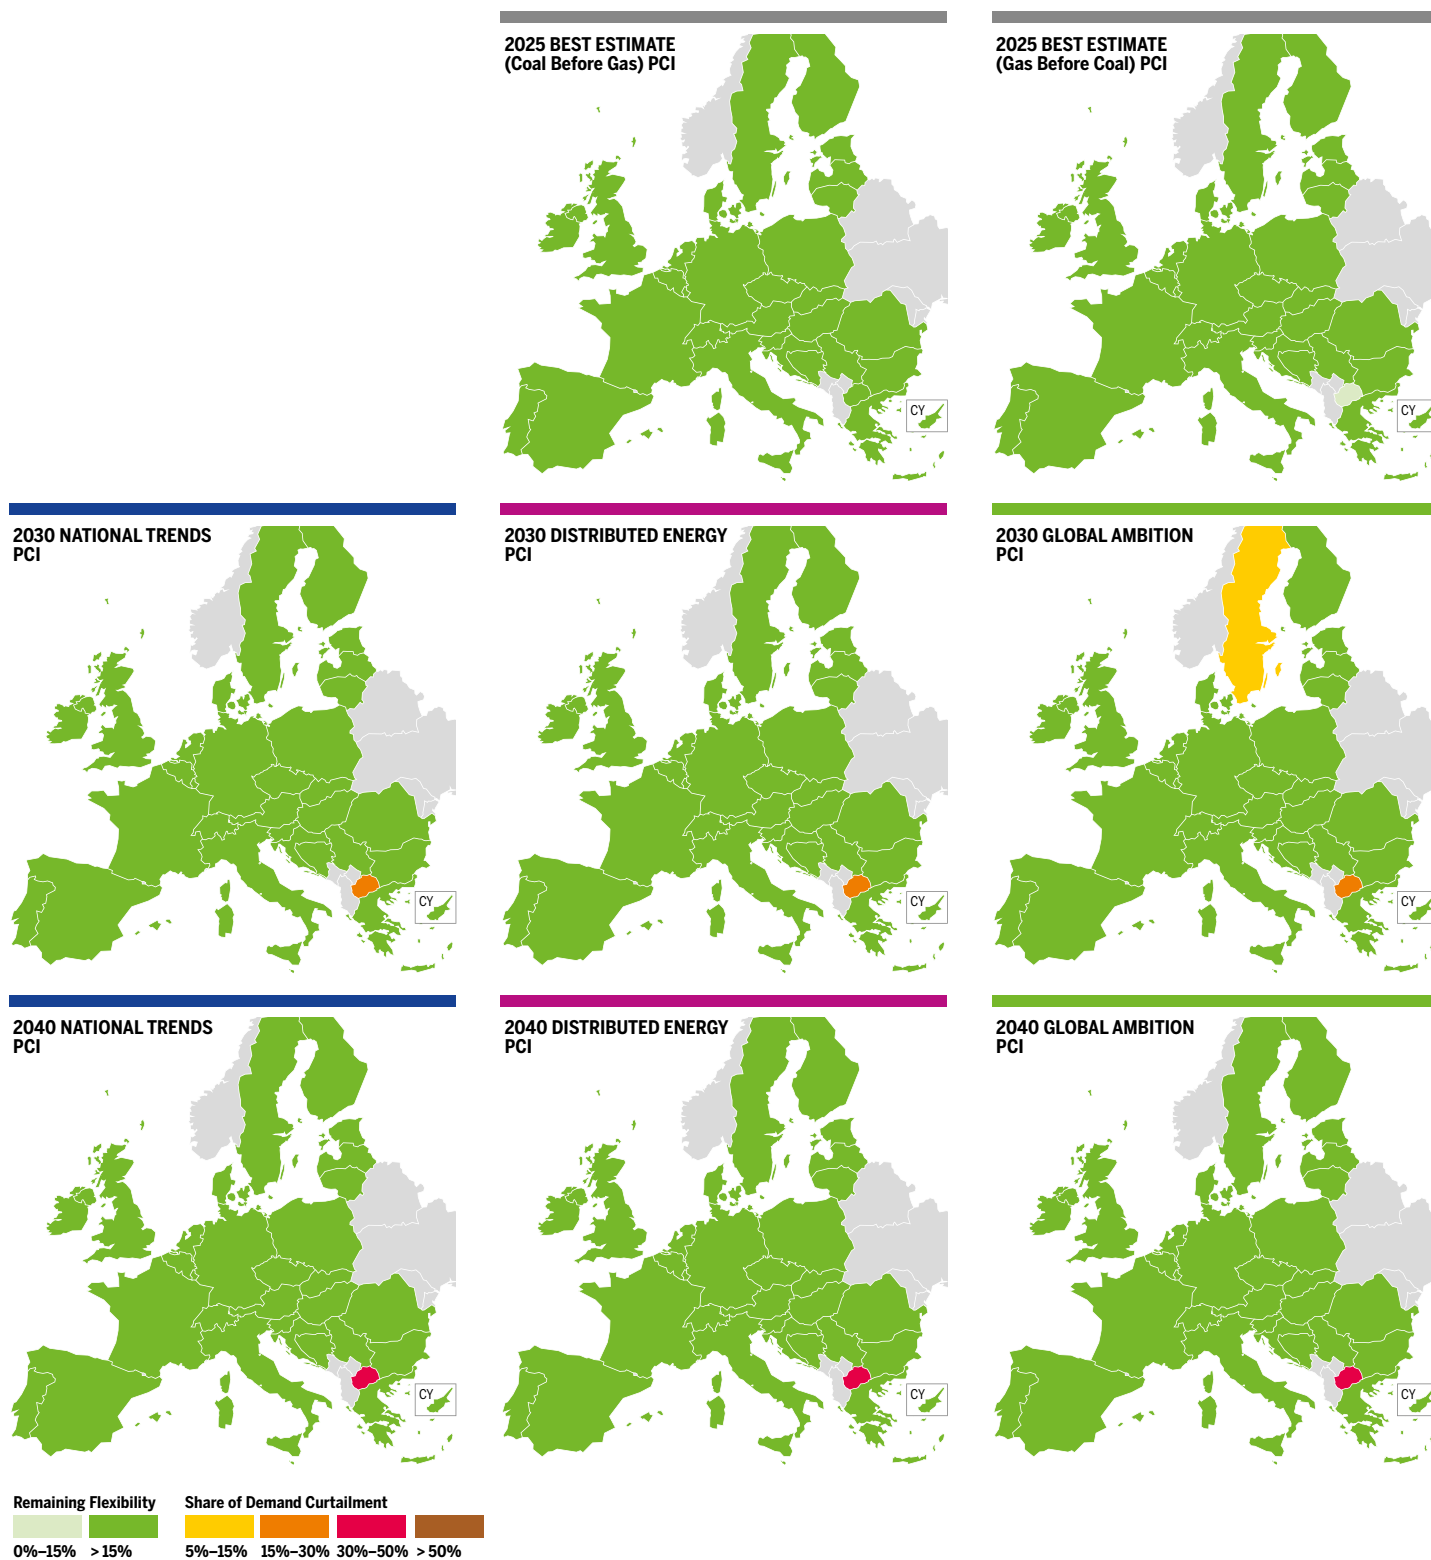 2025 BEST ESTIMATE
(Coal Before Gas) PCI
CY
2025 BEST ESTIMATE
(Gas Before Coal) PCI
CY
2030 NATIONAL TRENDS
PCI
CY
2030 DISTRIBUTED ENERGY
PCI
CY
2030 GLOBAL AMBITION
PCI
CY
2040 NATIONAL TRENDS
PCI
CY
2040 DISTRIBUTED ENERGY
PCI
CY
2040 GLOBAL AMBITION
PCI
CY
Remaining Flexibility
0%–15% > 15%
Share of Demand Curtailment
5%–15% 15%–30% 30%–50% > 50%